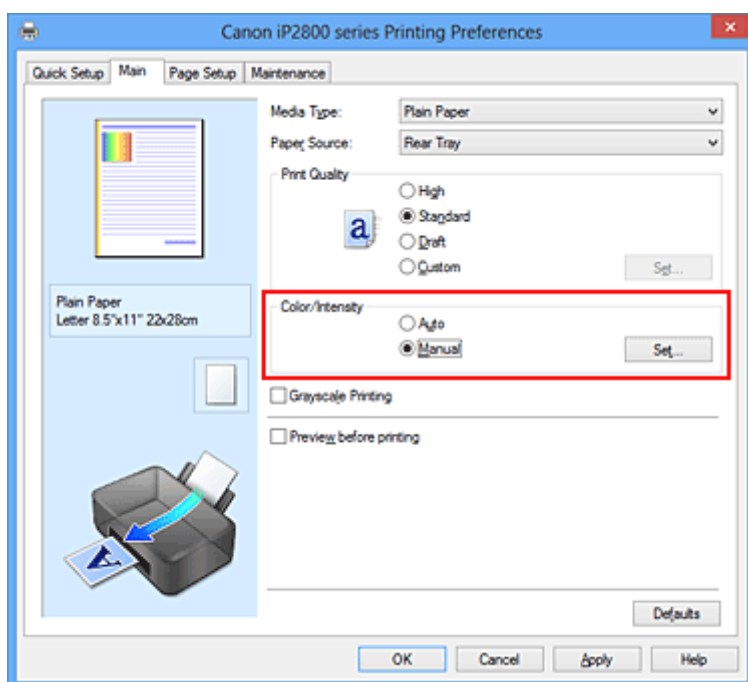 Canon iP2800 series Printing Preferences
Quick Setup Main Page Setup Maintenance
Media Type: Plain Paper
Paper Source: Rear Tray
Print Quality
High
a Standard
Draft
Custom Set...
Plain Paper
Letter 8.5"x11" 22x28cm
Color/Intensity
Auto
Manual Set...
Grayscale Printing
Preview before printing
A
Defaults
OK Cancel Apply Help